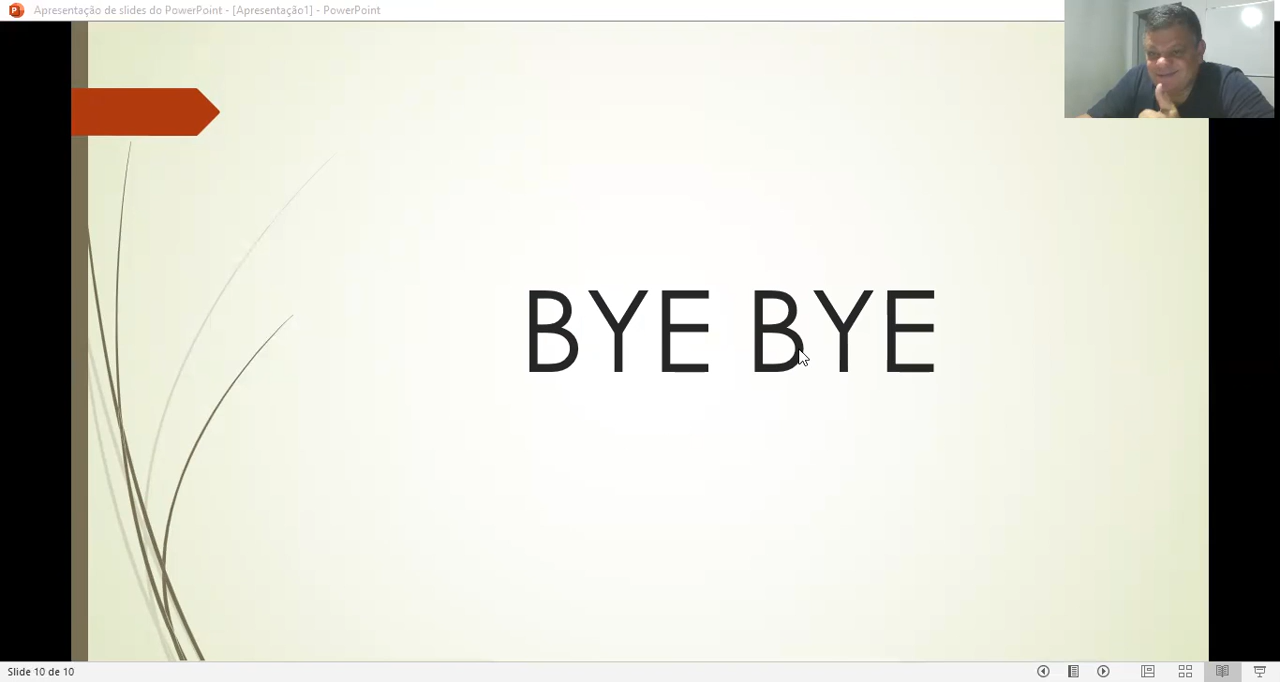 Apresentação de slides do PowerPoint - [Apresentação1] - PowerPoint
BYE BYE
Slide 10 de 10